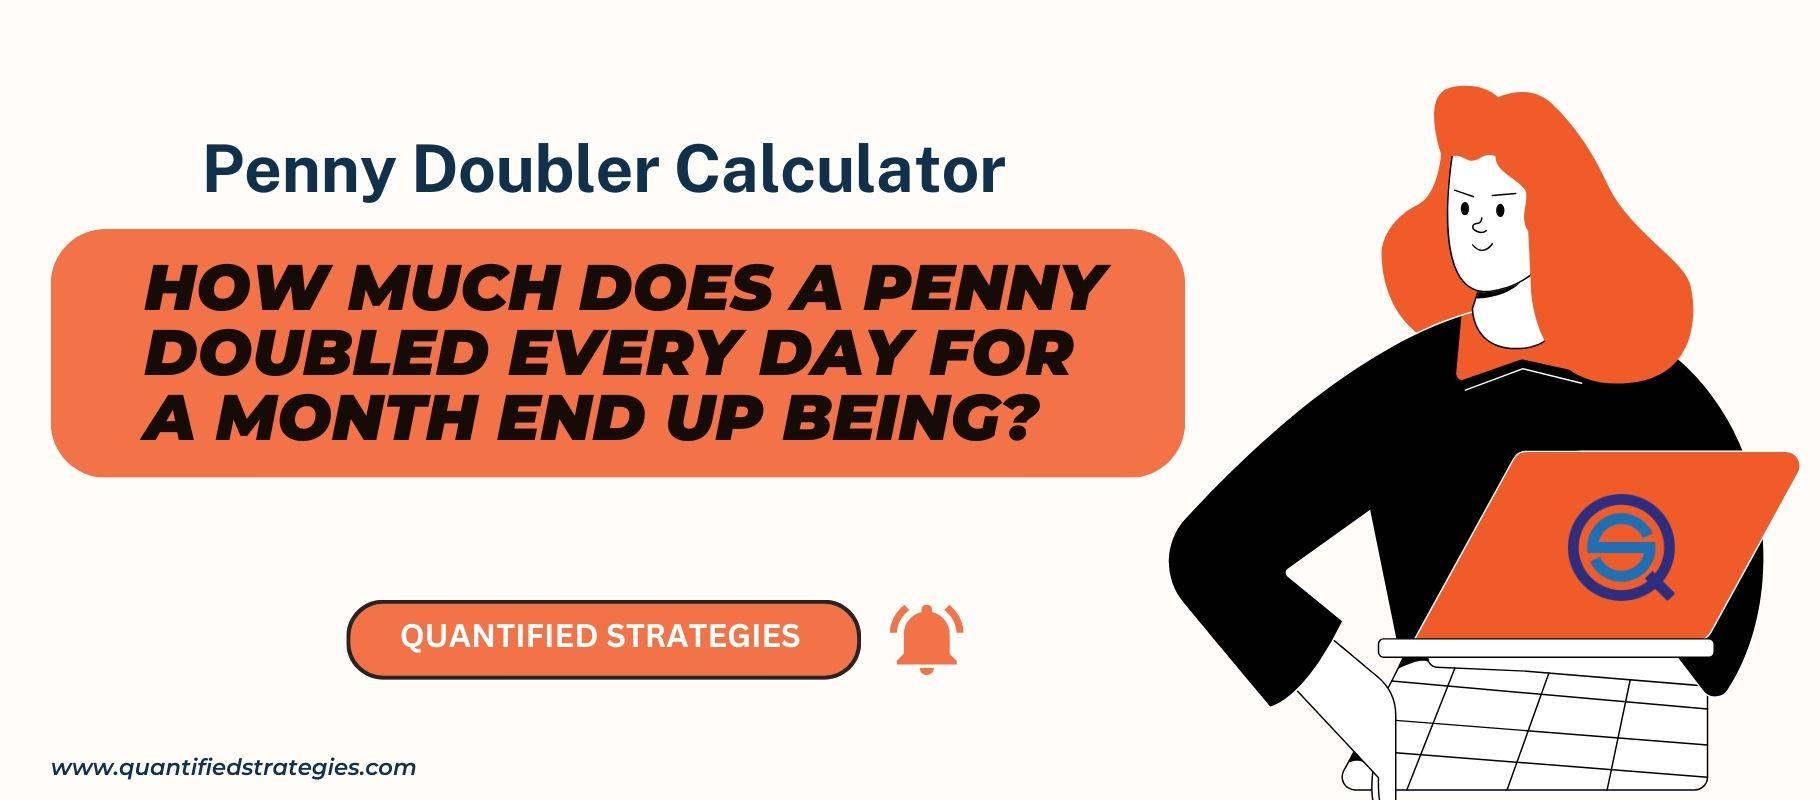 Penny Doubler Calculator
HOW MUCH DOES A PENNY
DOUBLED EVERY DAY FOR
A MONTH END UP BEING?
QUANTIFIED STRATEGIES
www.quantifiedstrategies.com